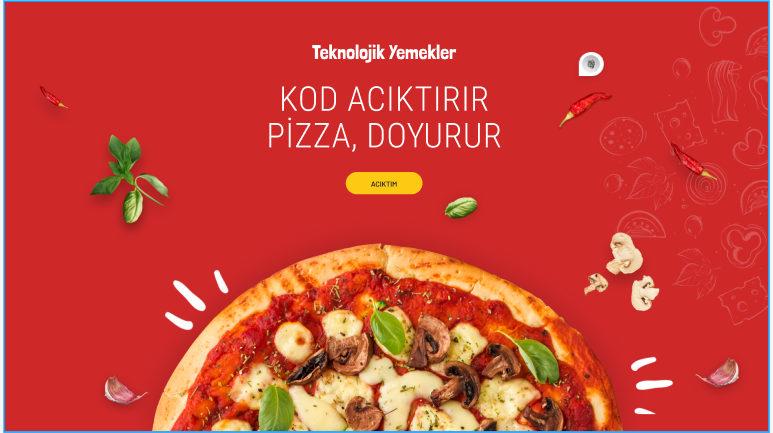 Teknolojik Yemekler
KOD ACIKTIRIR
PİZZA, DOYURUR
ACIKTIM